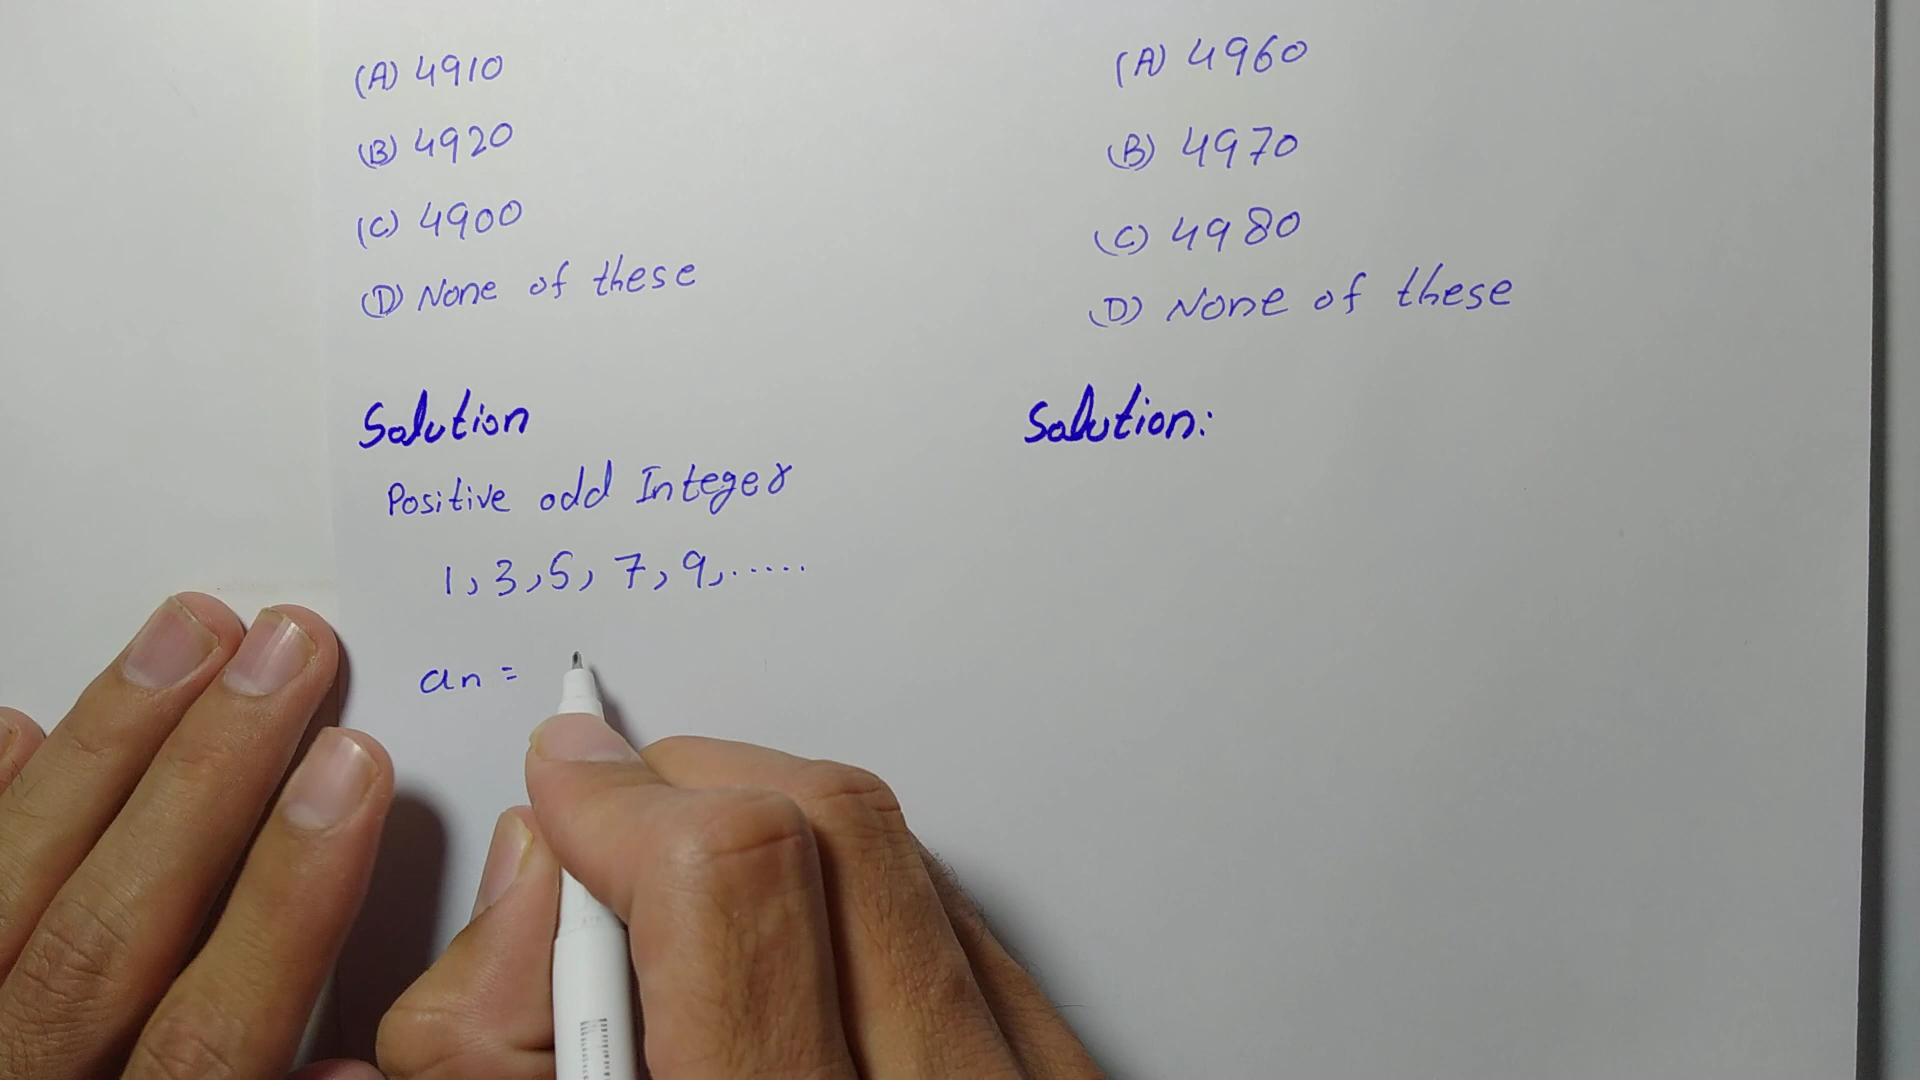 (A) 4910
(B) 4920
(C) 4900
(D) None of these
Solution
Positive odd Integer
1, 3, 5, 7, 9, .....
an =
(A) 4960
(B) 4970
(C) 4980
(D) None of these
Solution: